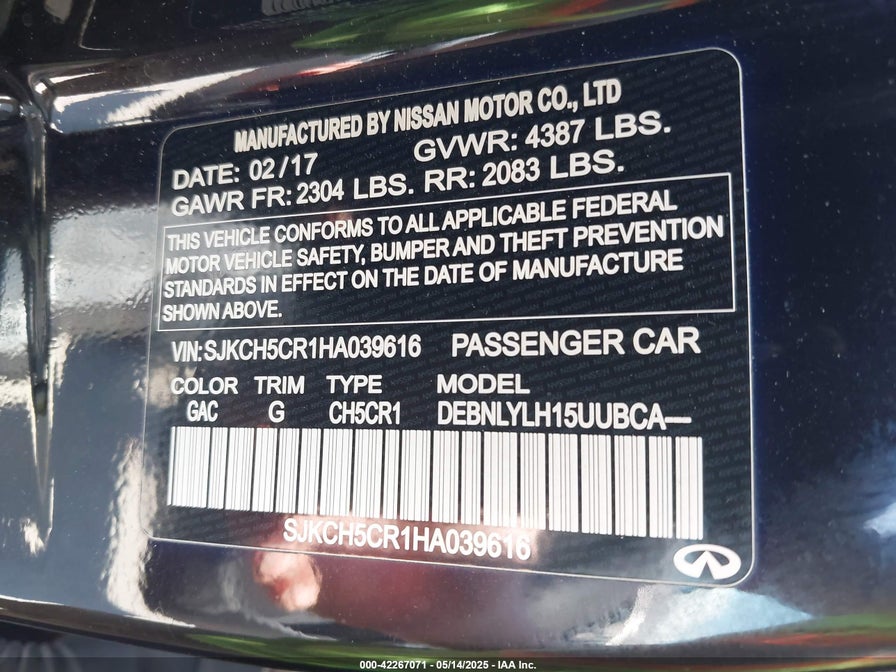 MANUFACTURED BY NISSAN MOTOR CO., LTD
DATE: 02/17 GVWR: 4387 LBS.
GAWR FR: 2304 LBS. RR: 2083 LBS.
THIS VEHICLE CONFORMS TO ALL APPLICABLE FEDERAL
MOTOR VEHICLE SAFETY, BUMPER AND THEFT PREVENTION
STANDARDS IN EFFECT ON THE DATE OF MANUFACTURE
SHOWN ABOVE.
VIN: SJKCH5CR1HA039616 PASSENGER CAR
COLOR TRIM TYPE MODEL
GAC G CH5CR1 DEBNLYLH15UUBCA—
SJKCH5CR1HA039616
000-42267071 - 05/14/2025 - IAA Inc.